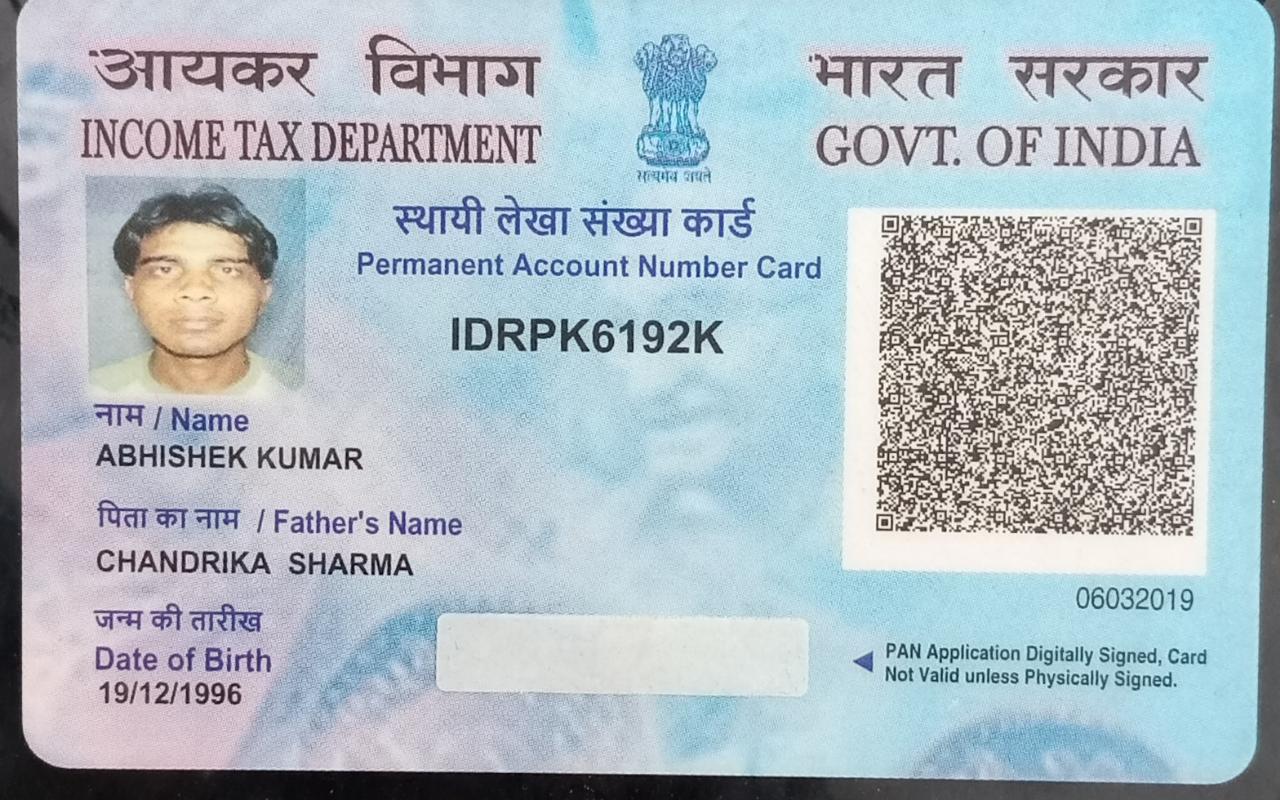 आयकर विभाग
INCOME TAX DEPARTMENT
भारत सरकार
GOVT. OF INDIA
सत्यमेव जयते
स्थायी लेखा संख्या कार्ड
Permanent Account Number Card
IDRPK6192K
नाम / Name
ABHISHEK KUMAR
पिता का नाम / Father's Name
CHANDRIKA SHARMA
जन्म की तारीख
Date of Birth
19/12/1996
06032019
PAN Application Digitally Signed, Card
Not Valid unless Physically Signed.